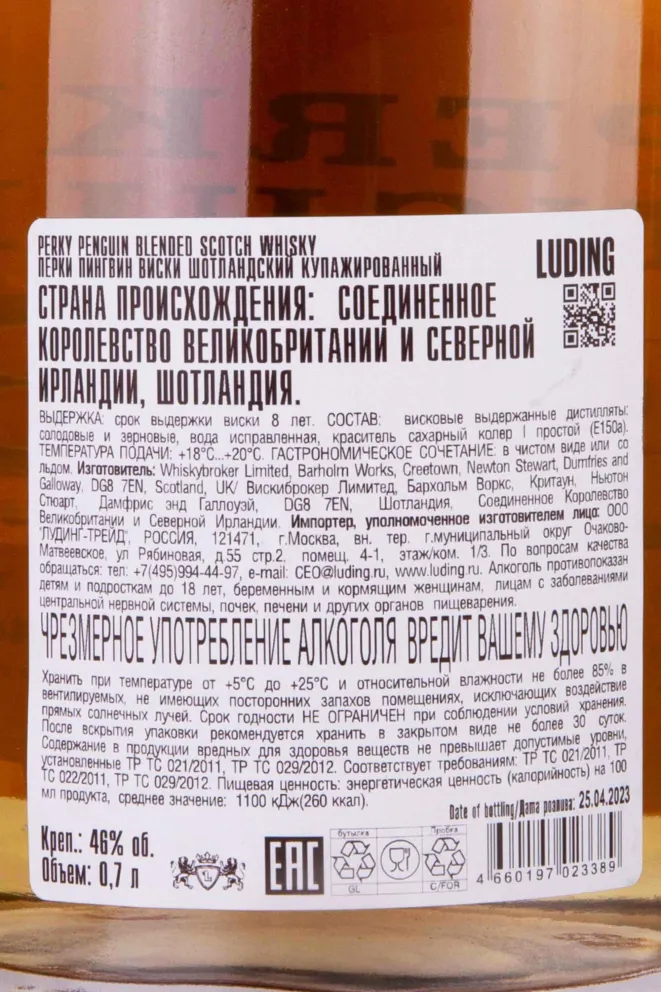 PERKY PENGUIN BLENDED SCOTCH WHISKY
ПЕРКИ ПИНГВИН ВИСКИ ШОТЛАНДСКИЙ КУПАЖИРОВАННЫЙ
LUDING
СТРАНА ПРОИСХОЖДЕНИЯ: СОЕДИНЕННОЕ
КОРОЛЕВСТВО ВЕЛИКОБРИТАНИИ И СЕВЕРНОЙ
ИРЛАНДИИ, ШОТЛАНДИЯ.
ВЫДЕРЖКА: срок выдержки виски 8 лет. СОСТАВ: висковые выдержанные дистилляты:
солодовые и зерновые, вода исправленная, краситель сахарный колер I простой (Е150а).
ТЕМПЕРАТУРА ПОДАЧИ: +18°С...+20°С. ГАСТРОНОМИЧЕСКОЕ СОЧЕТАНИЕ: в чистом виде или со
льдом. Изготовитель: Whiskybroker Limited, Barholm Works, Creetown, Newton Stewart, Dumfries and
Galloway, DG8 7EN, Scotland, UK/ Вискиброкер Лимитед, Бархольм Воркс, Критаун, Ньютон
Стюарт, Дамфрис энд Галлоуэй, DG8 7EN, Шотландия, Соединенное Королевство
Великобритании и Северной Ирландии. Импортер, уполномоченное изготовителем лицо: ООО
"ЛУДИНГ-ТРЕЙД", РОССИЯ, 121471, г.Москва, вн. тер. г.муниципальный округ Очаково-
Матвеевское, ул Рябиновая, д.55 стр.2, помещ. 4-1, этаж/ком. 1/3. По вопросам качества
обращаться: тел: +7(495)994-44-97, e-mail: CEO@luding.ru, www.luding.ru. Алкоголь противопоказан
детям и подросткам до 18 лет, беременным и кормящим женщинам, лицам с заболеваниями
центральной нервной системы, почек, печени и других органов пищеварения.
ЧРЕЗМЕРНОЕ УПОТРЕБЛЕНИЕ АЛКОГОЛЯ ВРЕДИТ ВАШЕМУ ЗДОРОВЬЮ
Хранить при температуре от +5°С до +25°С и относительной влажности не более 85% в
вентилируемых, не имеющих посторонних запахов помещениях, исключающих воздействие
прямых солнечных лучей. Срок годности НЕ ОГРАНИЧЕН при соблюдении условий хранения.
После вскрытия упаковки рекомендуется хранить в закрытом виде не более 30 суток.
Содержание в продукции вредных для здоровья веществ не превышает допустимые уровни,
установленные ТР ТС 021/2011, ТР ТС 029/2012. Соответствует требованиям: ТР ТС 021/2011, ТР
ТС 022/2011, ТР ТС 029/2012. Пищевая ценность: энергетическая ценность (калорийность) на 100
мл продукта, среднее значение: 1100 кДж(260 ккал).
Date of bottling/Дата розлива: 25.04.2023
Креп.: 46% об.
Объем: 0,7 л
EAC
бутылка
GL
Пробка
C/FOR
4 660197 023389